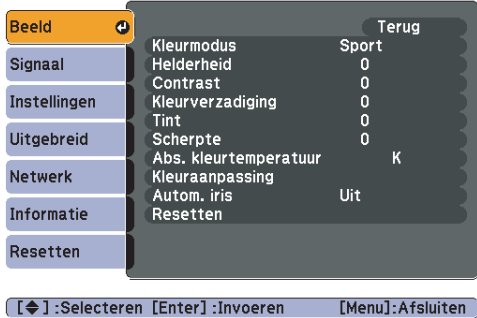 Beeld
Signaal
Instellingen
Uitgebreid
Netwerk
Informatie
Resetten
Terug
Kleurmodus Sport
Helderheid 0
Contrast 0
Kleurverzadiging 0
Tint 0
Scherpte 0
Abs. kleurtemperatuur K
Kleuraanpassing
Autom. iris Uit
Resetten
[◆] :Selecteren [Enter] :Invoeren [Menu]:Afsluiten